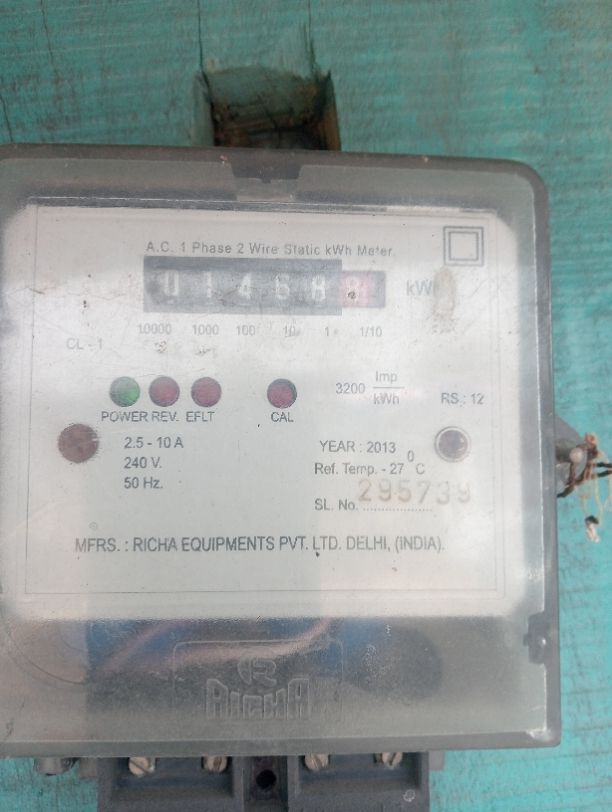 A.C. 1 Phase 2 Wire Static kWh Meter
01468 8 kWh
10000 1000 100 10 1 1/10
CL - 1
3200 Imp/kWh RS.: 12
POWER REV. EFLT CAL
2.5 - 10 A
240 V.
50 Hz.
YEAR : 2013
Ref. Temp. - 27 °C
SL. No. 295739
MFRS. : RICHA EQUIPMENTS PVT. LTD. DELHI, (INDIA).
R
RICHA